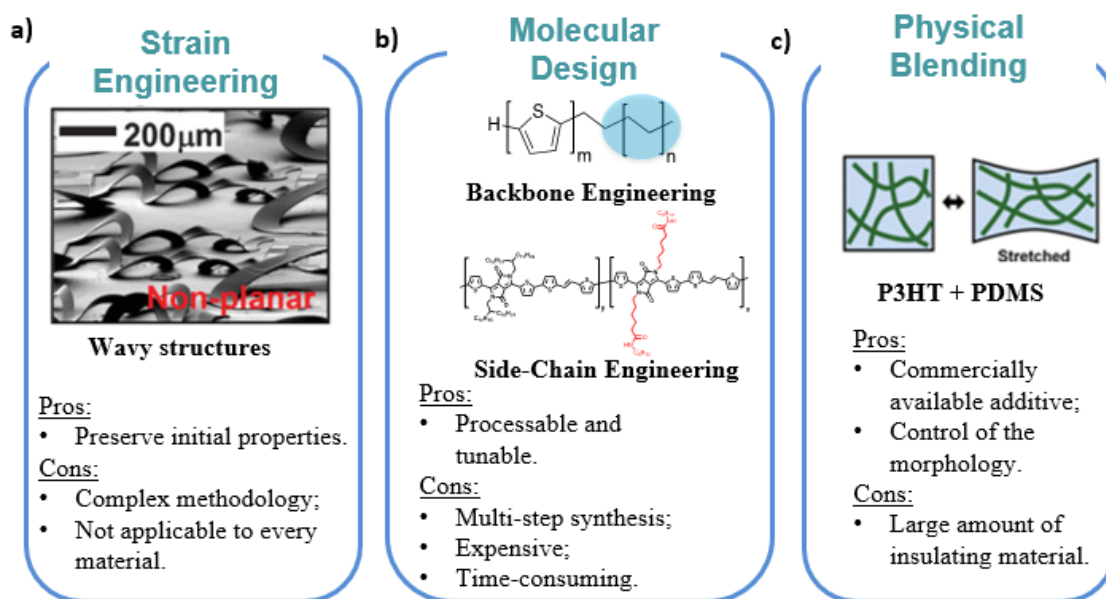 a)
Strain
Engineering
200μm
Non-planar
Wavy structures
Pros:
• Preserve initial properties.
Cons:
• Complex methodology;
• Not applicable to every
material.
b)
Molecular
Design
H
S
m
n
Backbone Engineering
Side-Chain Engineering
Pros:
• Processable and
tunable.
Cons:
• Multi-step synthesis;
• Expensive;
• Time-consuming.
c)
Physical
Blending
Stretched
P3HT + PDMS
Pros:
• Commercially
available additive;
• Control of the
morphology.
Cons:
• Large amount of
insulating material.